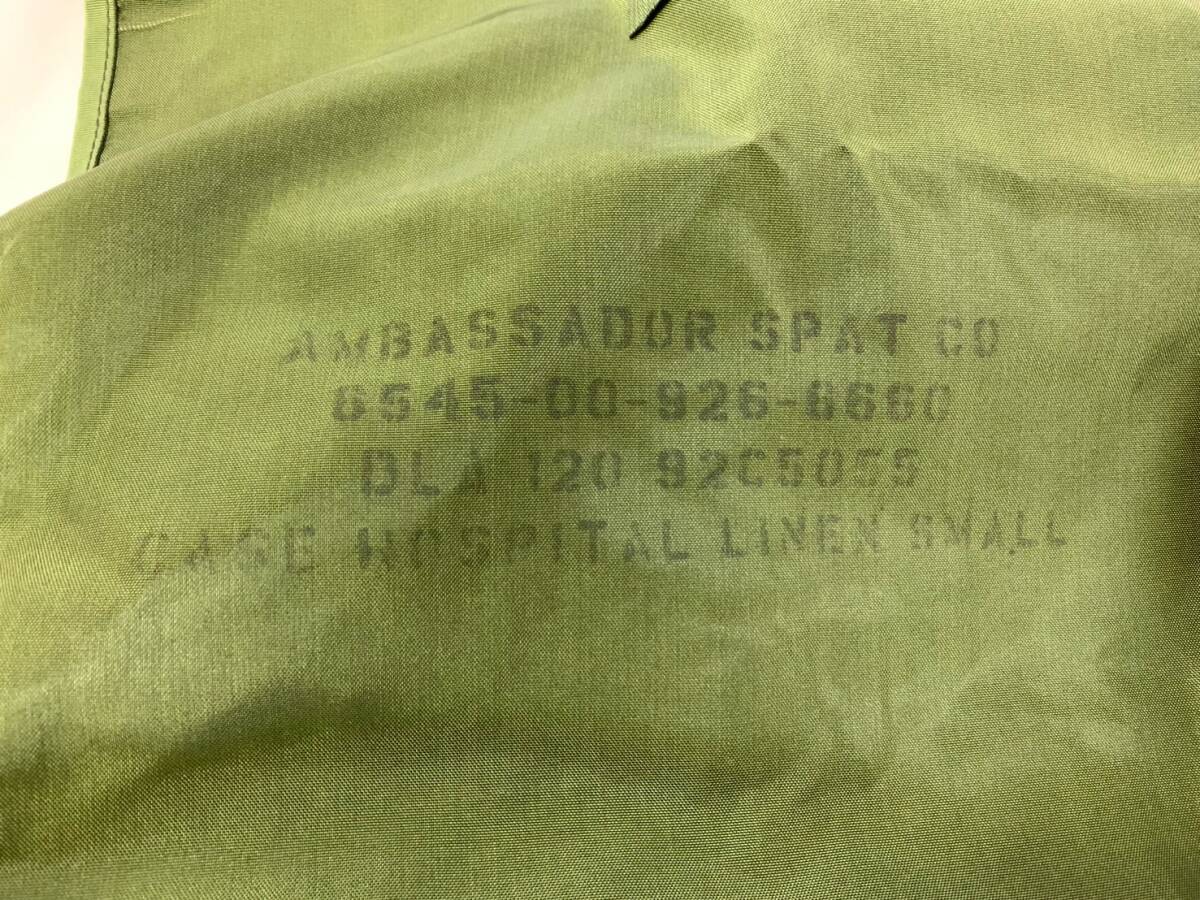 AMBASSADOR SPAT CO
6545-00-926-6660
DLA 120 92C5055
CASE HOSPITAL LINEN SMALL